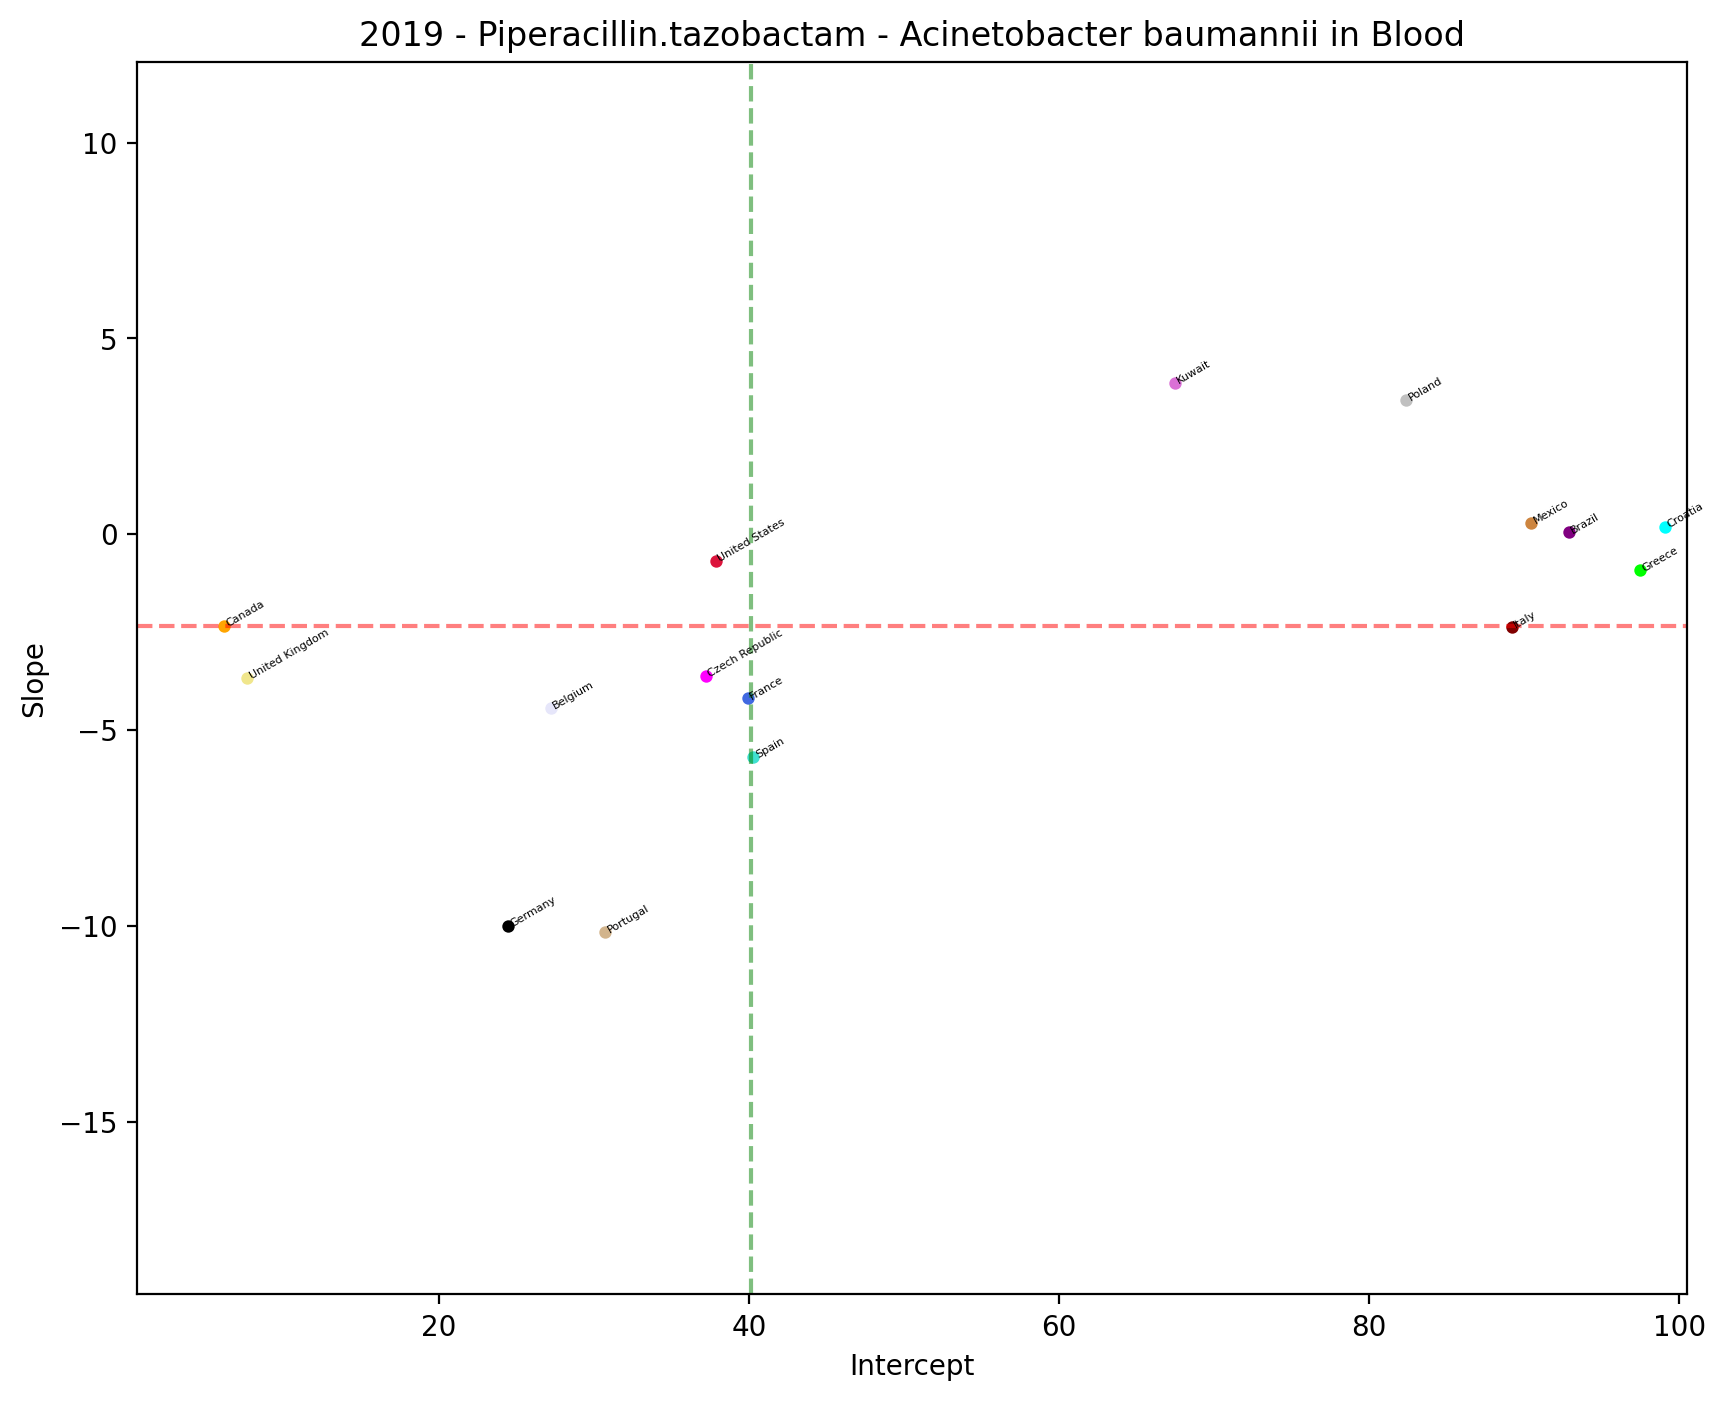 2019 - Piperacillin.tazobactam - Acinetobacter baumannii in Blood
10
5
0
−5
−10
−15
Slope
Kuwait
Poland
Mexico
Brazil
Croatia
Greece
United States
Canada
Italy
United Kingdom
Czech Republic
Belgium
France
Spain
Germany
Portugal
20
40
60
80
100
Intercept